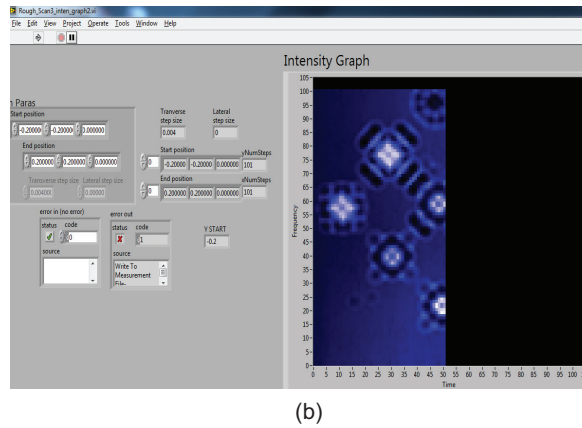 Rough_Scan3_inten_graph2.vi
File Edit View Project Operate Tools Window Help
Intensity Graph
n Paras
Start position
-0.20000 -0.20000 0.000000
End position
0.200000 0.200000 0.000000
Transverse step size Lateral step size
0.004000 0.00000
Tranverse step size
0.004
Lateral step size
0
Start position
0 -0.20000 -0.20000 0.000000
yNumSteps
101
End position
0 0.200000 0.200000 0.000000
xNumSteps
101
error in (no error)
status code
0
source
error out
status code
1
source
Write To
Measurement
File
Y START
-0.2
Frequency
105
100
95
90
85
80
75
70
65
60
55
50
45
40
35
30
25
20
15
10
5
0
0 5 10 15 20 25 30 35 40 45 50 55 60 65 70 75 80 85 90 95 100
Time
(b)